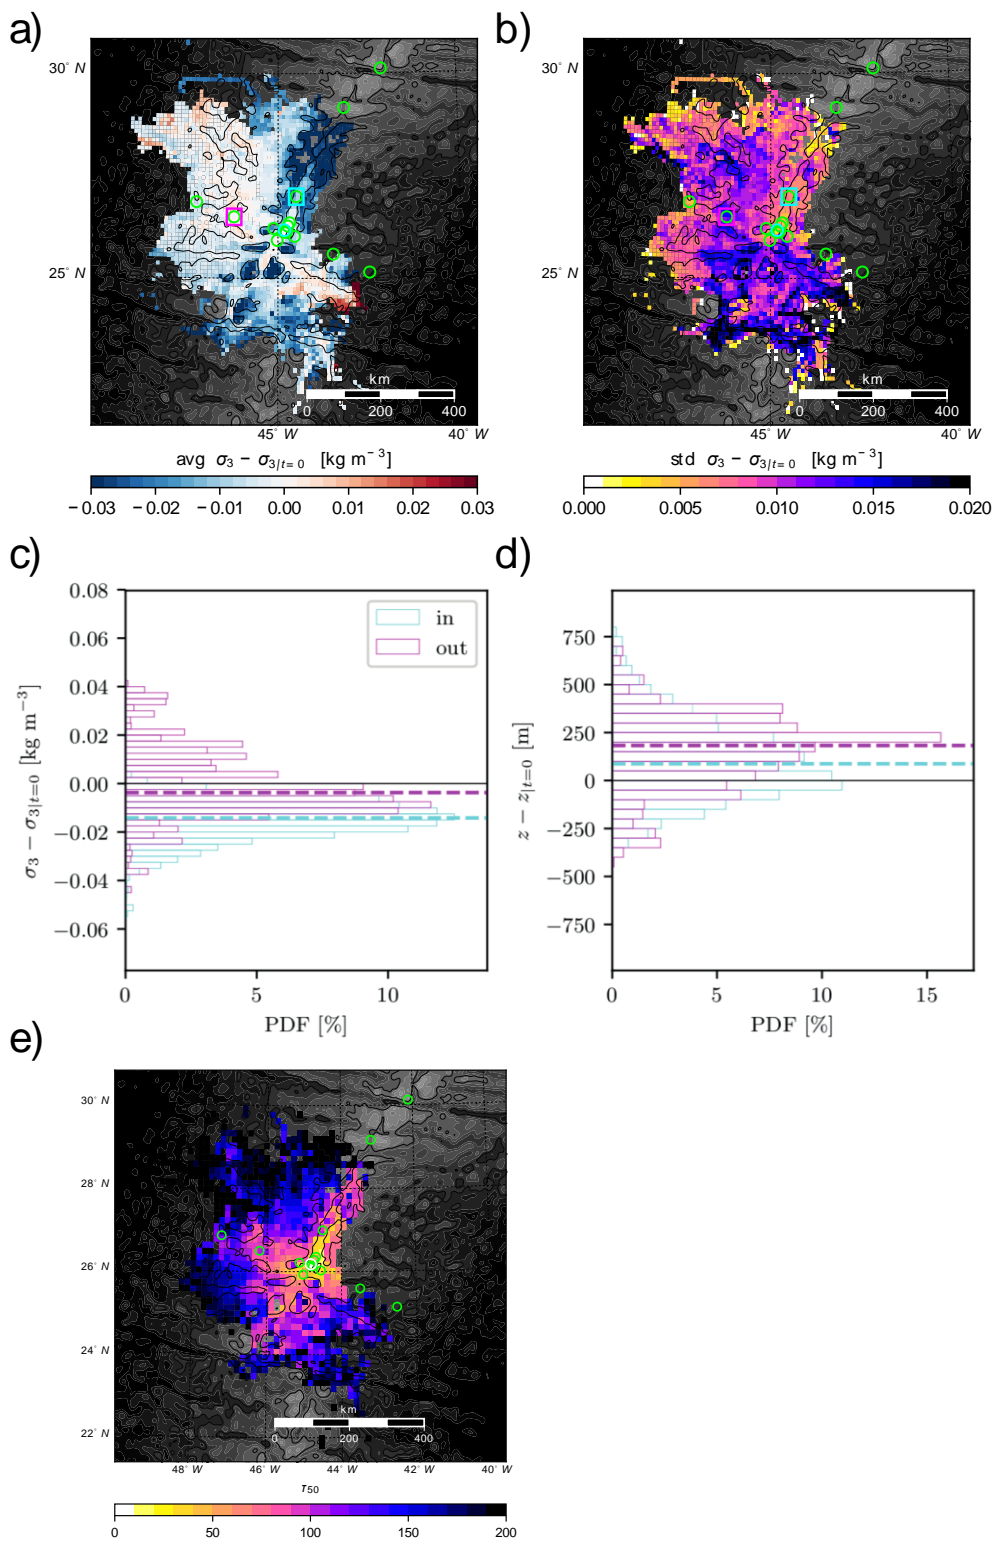 a)
b)
30° N
25° N
km
0 200 400
45° W 40° W
avg σ₃ − σ₃|t=0 [kg m⁻³]
−0.03 −0.02 −0.01 0.00 0.01 0.02 0.03
30° N
25° N
km
0 200 400
45° W 40° W
std σ₃ − σ₃|t=0 [kg m⁻³]
0.000 0.005 0.010 0.015 0.020
c)
d)
0.08
0.06
0.04
0.02
0.00
−0.02
−0.04
−0.06
σ₃ − σ₃|t=0 [kg m⁻³]
in
out
0 5 10
PDF [%]
750
500
250
0
−250
−500
−750
z − z|t=0 [m]
0 5 10 15
PDF [%]
e)
30° N
28° N
26° N
24° N
22° N
km
0 200 400
48° W 46° W 44° W 42° W 40° W
τ₅₀
0 50 100 150 200